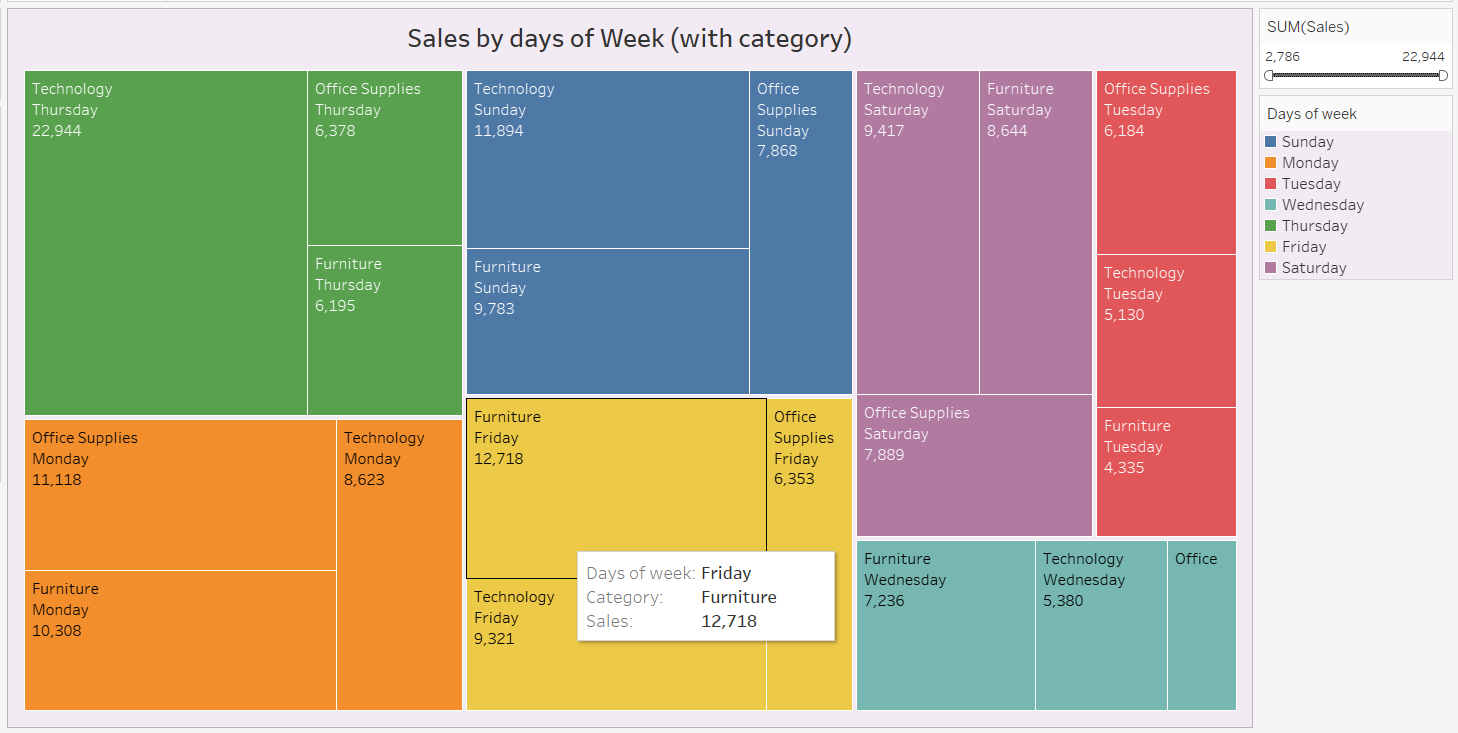 Sales by days of Week (with category)
Technology
Thursday
22,944
Office Supplies
Thursday
6,378
Furniture
Thursday
6,195
Office Supplies
Monday
11,118
Technology
Monday
8,623
Furniture
Monday
10,308
Technology
Sunday
11,894
Office
Supplies
Sunday
7,868
Furniture
Sunday
9,783
Furniture
Friday
12,718
Office
Supplies
Friday
6,353
Technology
Friday
9,321
Days of week: Friday
Category: Furniture
Sales: 12,718
Technology
Saturday
9,417
Furniture
Saturday
8,644
Office Supplies
Saturday
7,889
Office Supplies
Tuesday
6,184
Technology
Tuesday
5,130
Furniture
Tuesday
4,335
Furniture
Wednesday
7,236
Technology
Wednesday
5,380
Office
SUM(Sales)
2,786 22,944
Days of week
Sunday
Monday
Tuesday
Wednesday
Thursday
Friday
Saturday